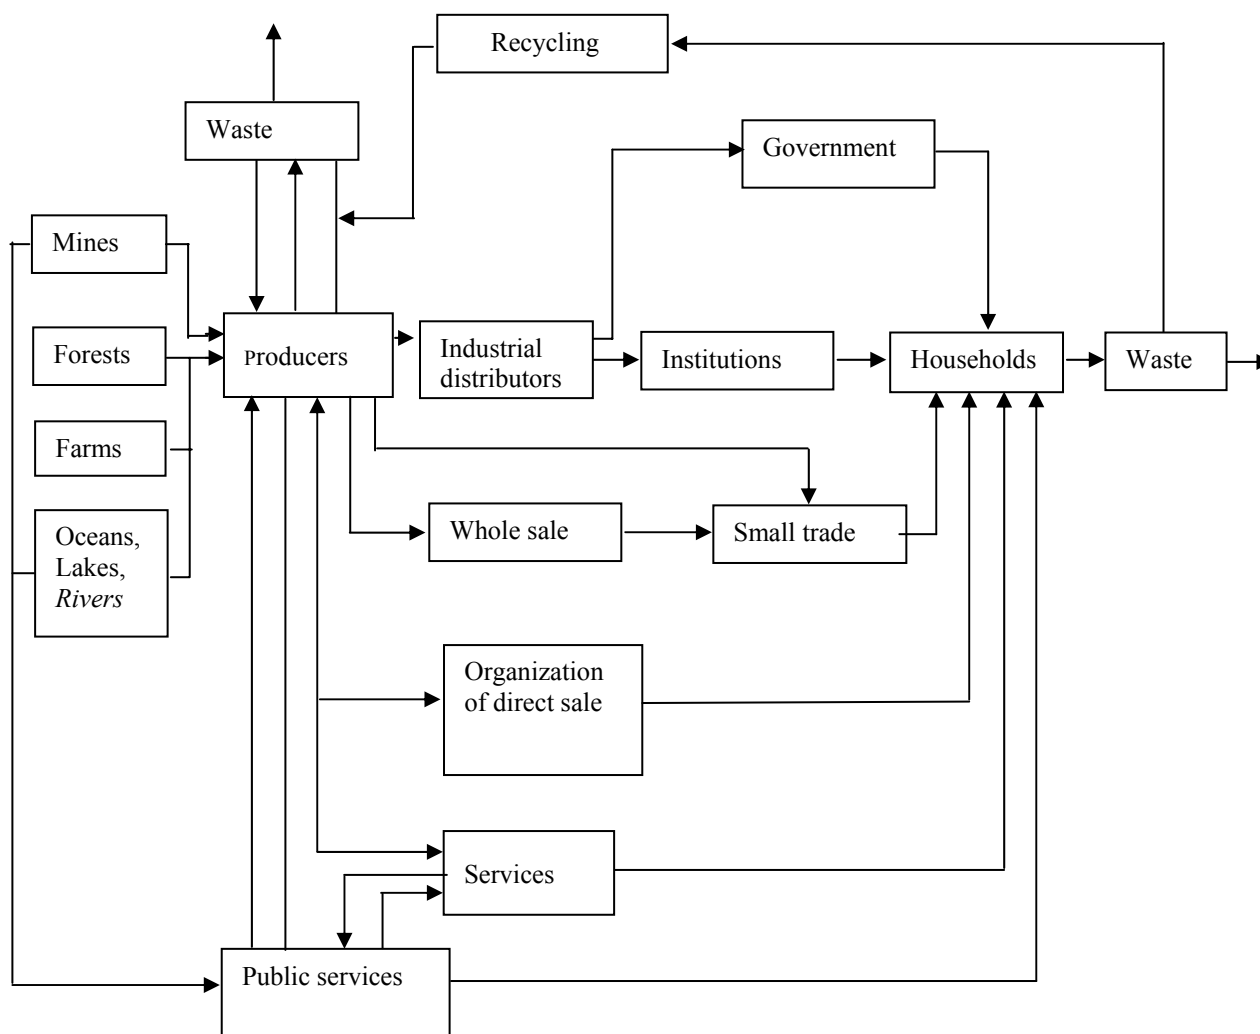 Recycling
Waste
Government
Mines
Forests
Producers
Industrial
distributors
Institutions
Households
Waste
Farms
Oceans,
Lakes,
Rivers
Whole sale
Small trade
Organization
of direct sale
Services
Public services